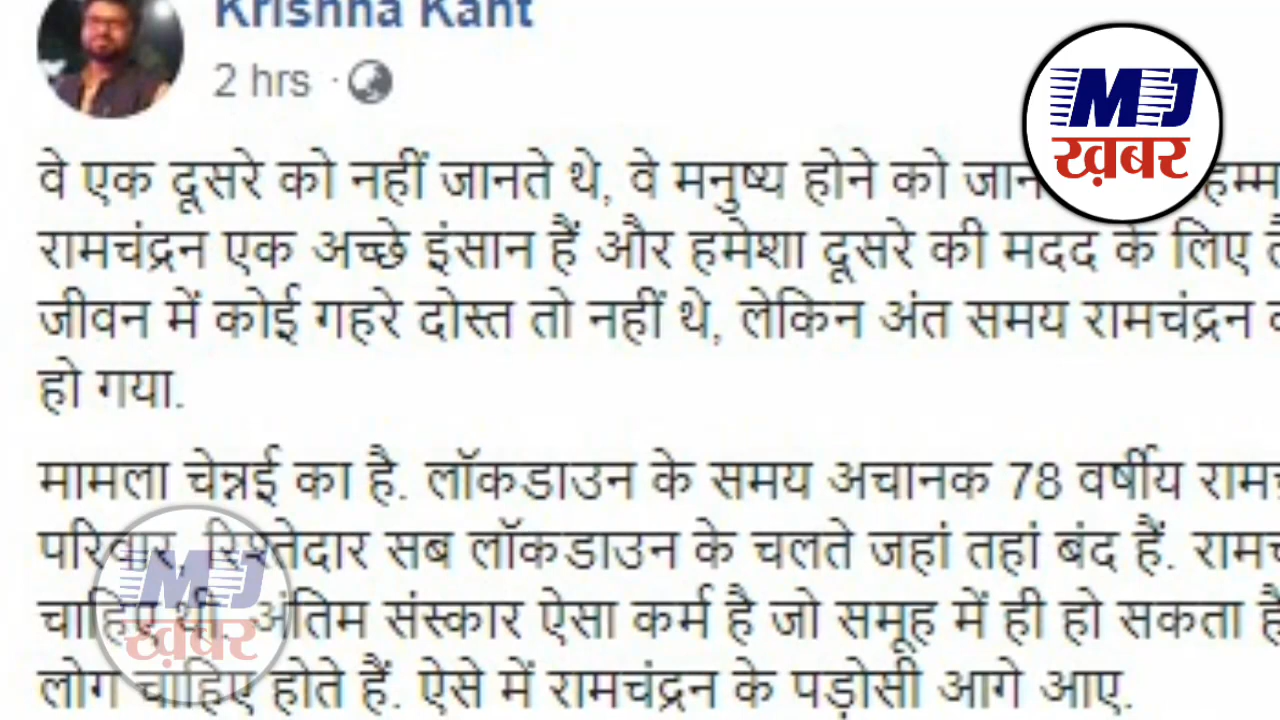 Krishna Kant
2 hrs ·
MJ
ख़बर
वे एक दूसरे को नहीं जानते थे, वे मनुष्य होने को जान
रामचंद्रन एक अच्छे इंसान हैं और हमेशा दूसरे की मदद के लिए
जीवन में कोई गहरे दोस्त तो नहीं थे, लेकिन अंत समय रामचंद्रन
हो गया.
मामला चेन्नई का है. लॉकडाउन के समय अचानक 78 वर्षीय
परिवार, रिश्तेदार सब लॉकडाउन के चलते जहां तहां बंद हैं.
चाहिए थी. अंतिम संस्कार ऐसा कर्म है जो समूह में ही हो सकता है
लोग चाहिए होते हैं. ऐसे में रामचंद्रन के पड़ोसी आगे आए.
MJ
ख़बर